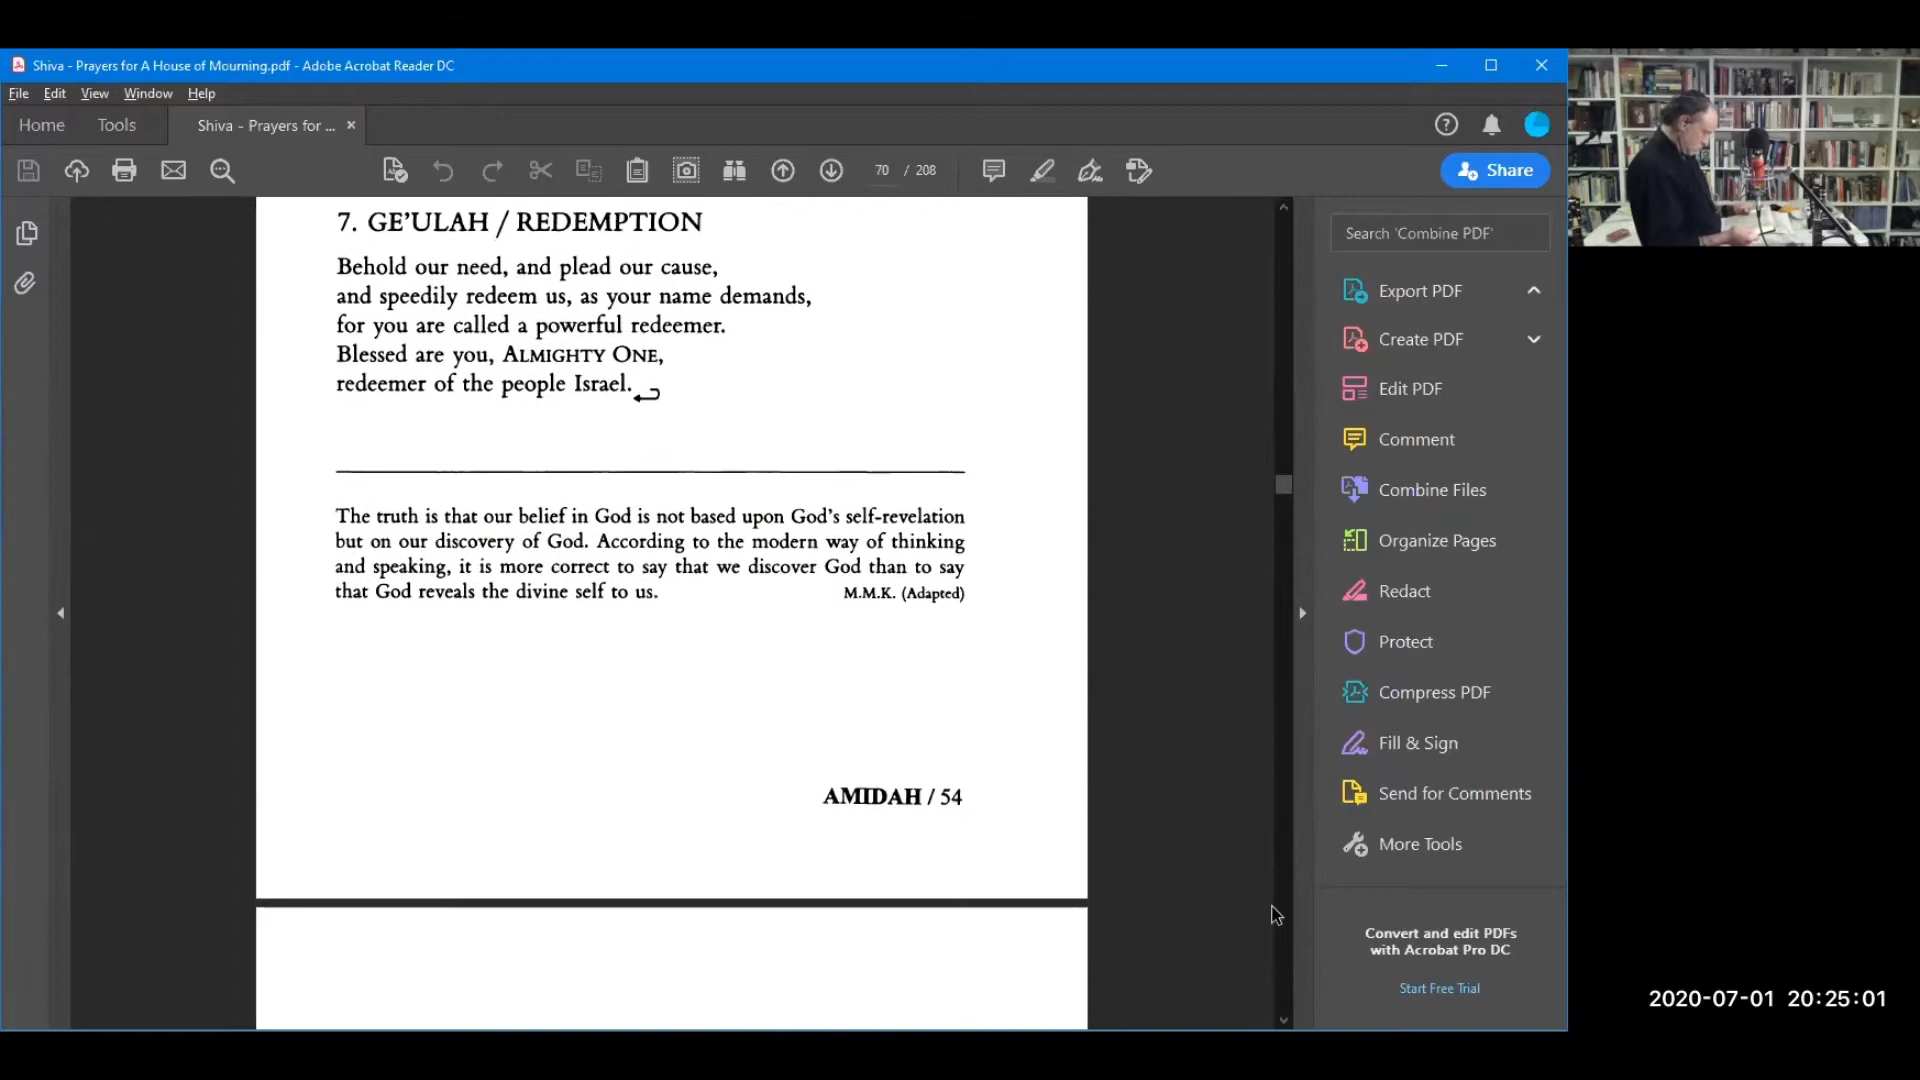 Shiva - Prayers for A House of Mourning.pdf - Adobe Acrobat Reader DC
File Edit View Window Help
Home Tools Shiva - Prayers for ... ×
70 / 208
Share
7. GE’ULAH / REDEMPTION
Behold our need, and plead our cause,
and speedily redeem us, as your name demands,
for you are called a powerful redeemer.
Blessed are you, ALMIGHTY ONE,
redeemer of the people Israel.
The truth is that our belief in God is not based upon God’s self-revelation
but on our discovery of God. According to the modern way of thinking
and speaking, it is more correct to say that we discover God than to say
that God reveals the divine self to us. M.M.K. (Adapted)
AMIDAH / 54
Search 'Combine PDF'
Export PDF
Create PDF
Edit PDF
Comment
Combine Files
Organize Pages
Redact
Protect
Compress PDF
Fill & Sign
Send for Comments
More Tools
Convert and edit PDFs
with Acrobat Pro DC
Start Free Trial
2020-07-01 20:25:01